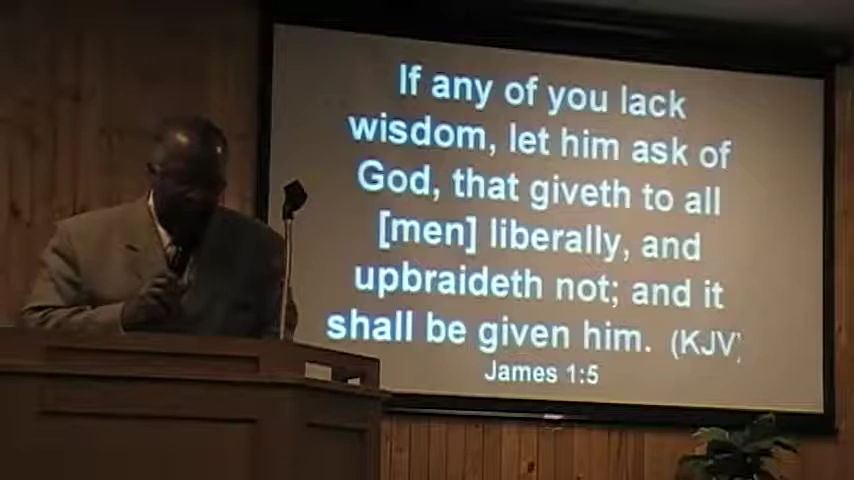 If any of you lack
wisdom, let him ask of
God, that giveth to all
[men] liberally, and
upbraideth not; and it
shall be given him. (KJV)
James 1:5